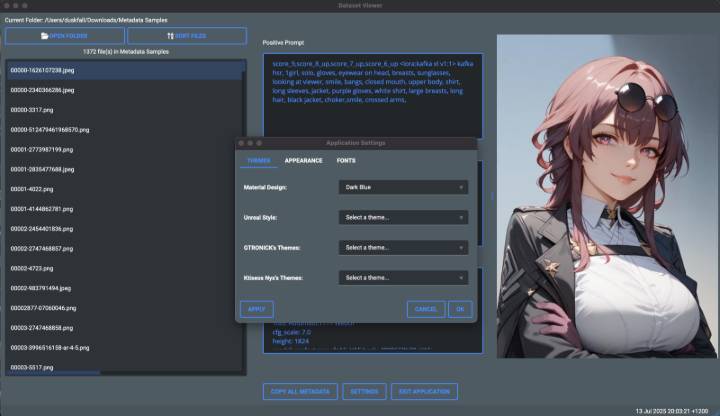 Dataset Viewer
Current Folder: /Users/duskfall/Downloads/Metadata Samples
OPEN FOLDER
SORT FILES
1372 file(s) in Metadata Samples
00000-1626107238.jpeg
00000-2340366286.jpeg
00000-3317.png
00000-512479461968570.png
00001-2773987199.png
00001-2835477688.jpeg
00001-4022.png
00001-4144862781.png
00002-2454401836.png
00002-2747468857.png
00002-4723.png
00002-983791494.jpeg
00002877-07060046.png
00003-2747468858.png
00003-3996516158-ar-4-5.png
00003-5517.png
Positive Prompt
score_9,score_8_up,score_7_up,score_6_up <lora:kafka xl v1:1> kafka
hsr, 1girl, solo, gloves, eyewear on head, breasts, sunglasses,
looking at viewer, smile, bangs, closed mouth, upper body, shirt,
long sleeves, jacket, purple gloves, white shirt, large breasts, long
hair, black jacket, choker,smile, crossed arms,
Application Settings
THEMES
APPEARANCE
FONTS
Material Design:
Dark Blue
Unreal Style:
Select a theme...
GTRONICK's Themes:
Select a theme...
Ktiseos Nyx's Themes:
Select a theme...
APPLY
CANCEL
OK
cfg_scale: 7.0
height: 1824
COPY ALL METADATA
SETTINGS
EXIT APPLICATION
13 Jul 2025 20:03:21 +1200